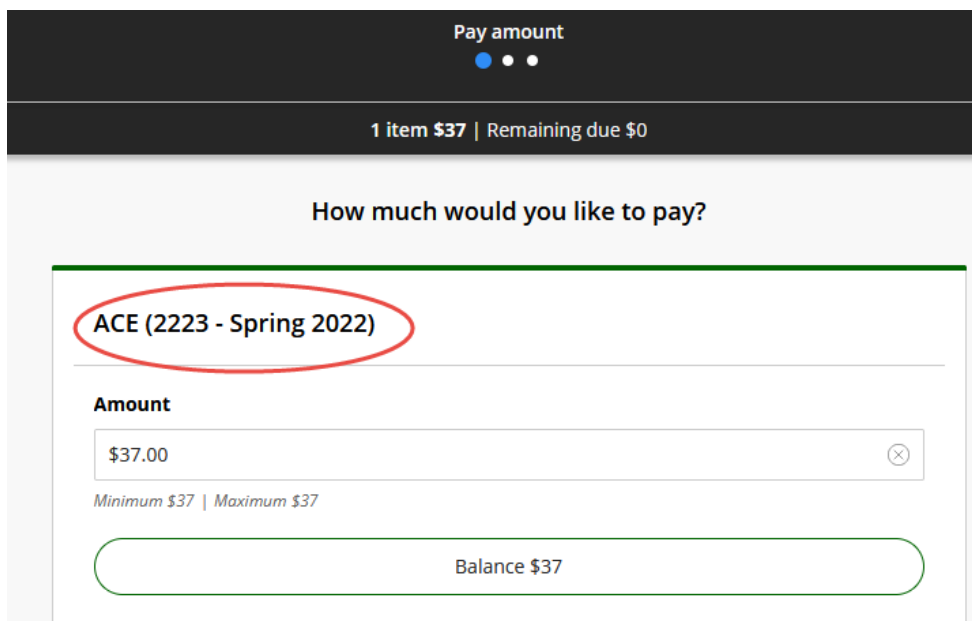 Pay amount
1 item $37 | Remaining due $0
How much would you like to pay?
ACE (2223 - Spring 2022)
Amount
$37.00
Minimum $37 | Maximum $37
Balance $37